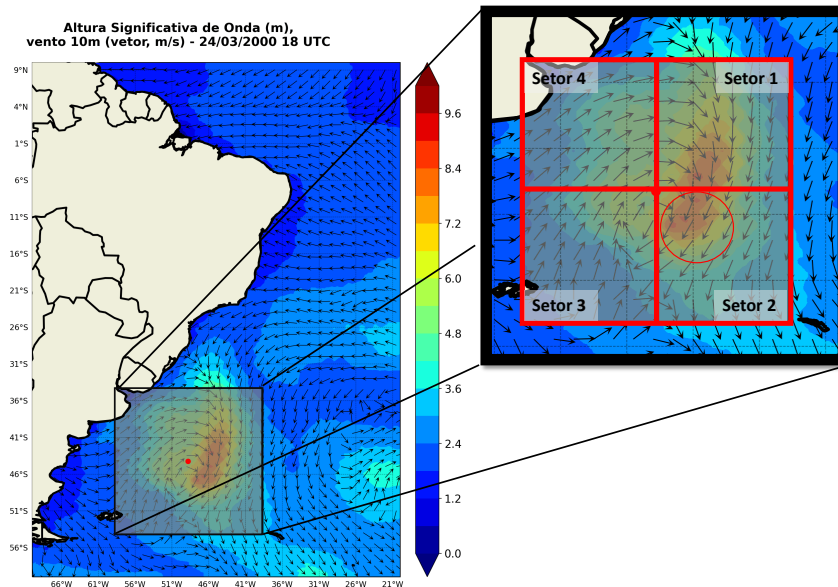 Altura Significativa de Onda (m),
vento 10m (vetor, m/s) - 24/03/2000 18 UTC
9°N
4°N
1°S
6°S
11°S
16°S
21°S
26°S
31°S
36°S
41°S
46°S
51°S
56°S
66°W 61°W 56°W 51°W 46°W 41°W 36°W 31°W 26°W 21°W
9.6
8.4
7.2
6.0
4.8
3.6
2.4
1.2
0.0
Setor 4 Setor 1
Setor 3 Setor 2